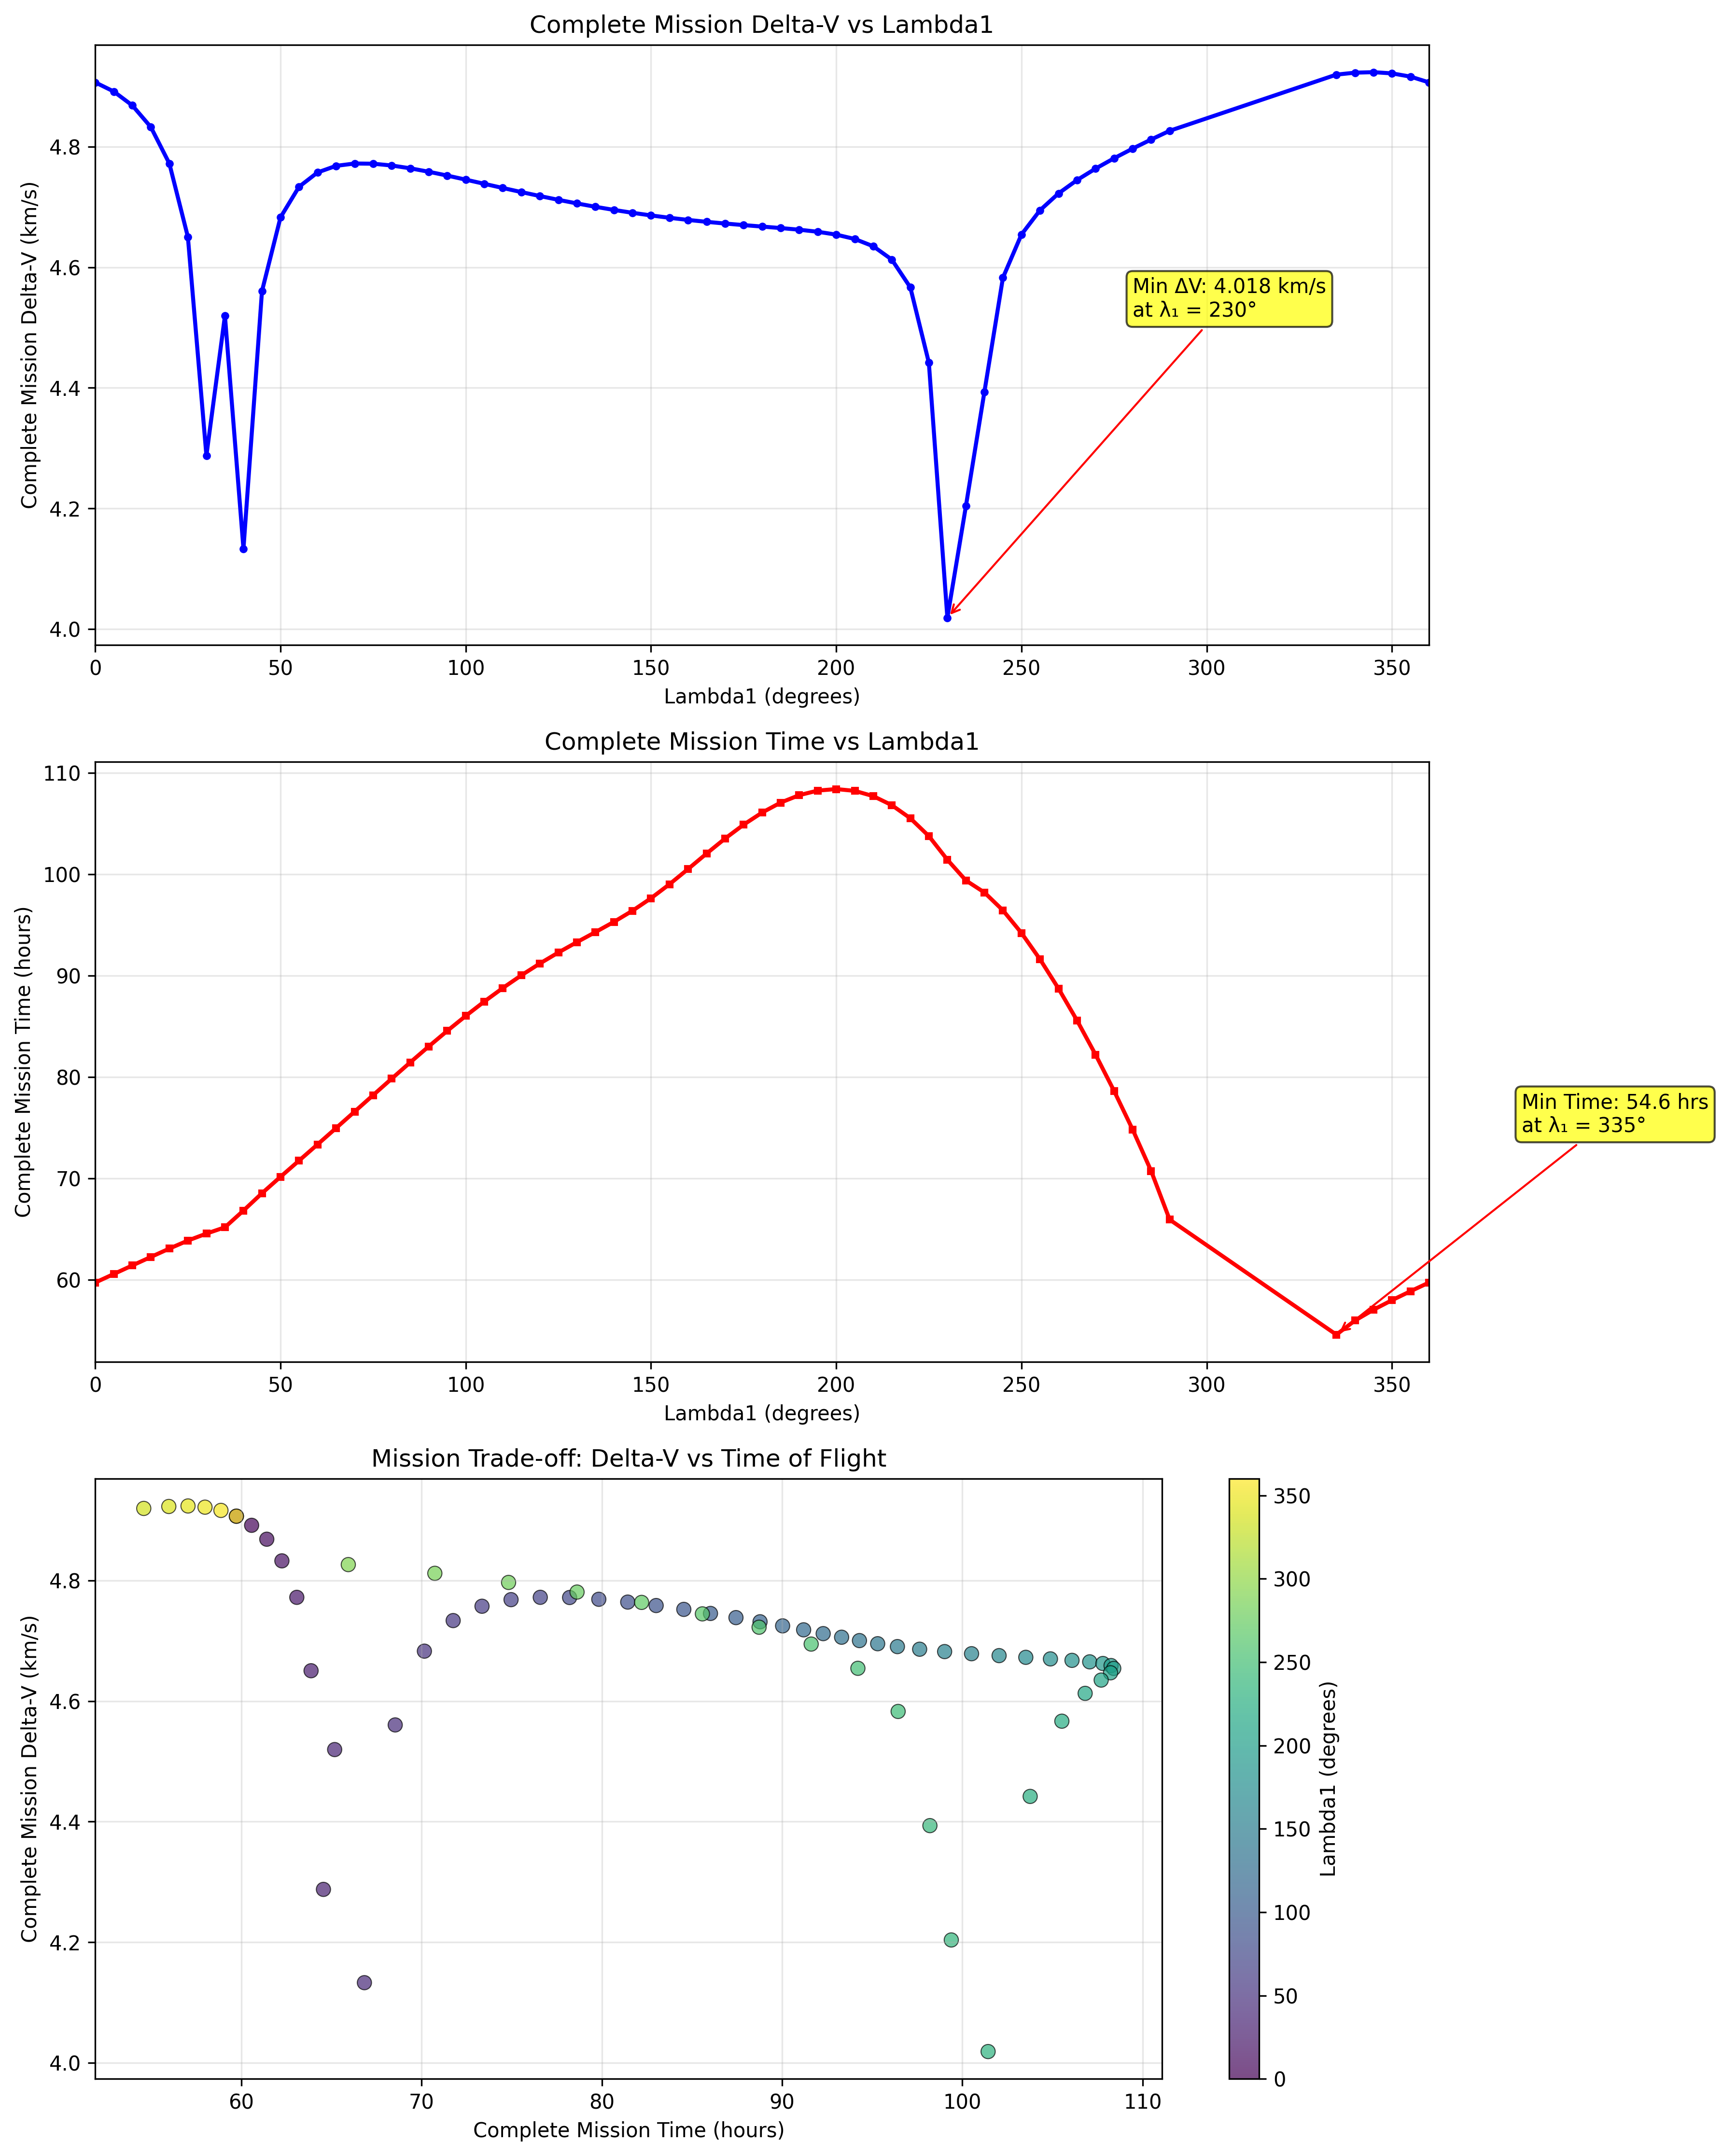 Complete Mission Delta-V vs Lambda1
Complete Mission Delta-V (km/s)
4.8
4.6
4.4
4.2
4.0
Min ΔV: 4.018 km/s
at λ₁ = 230°
0 50 100 150 200 250 300 350
Lambda1 (degrees)
Complete Mission Time vs Lambda1
Complete Mission Time (hours)
110
100
90
80
70
60
Min Time: 54.6 hrs
at λ₁ = 335°
0 50 100 150 200 250 300 350
Lambda1 (degrees)
Mission Trade-off: Delta-V vs Time of Flight
Complete Mission Delta-V (km/s)
4.8
4.6
4.4
4.2
4.0
60 70 80 90 100 110
Complete Mission Time (hours)
350
300
250
200
150
100
50
0
Lambda1 (degrees)